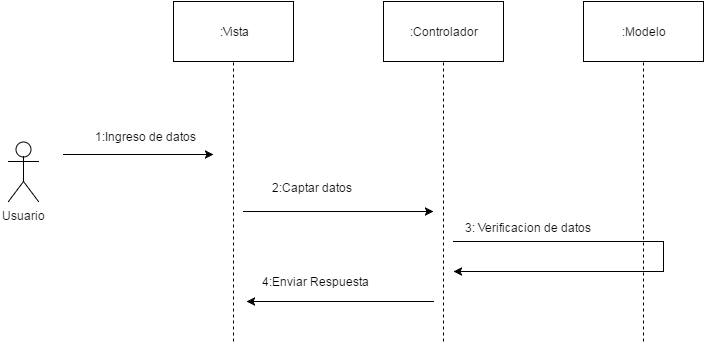 :Vista
:Controlador
:Modelo
1:Ingreso de datos
Usuario
2:Captar datos
3: Verificacion de datos
4:Enviar Respuesta